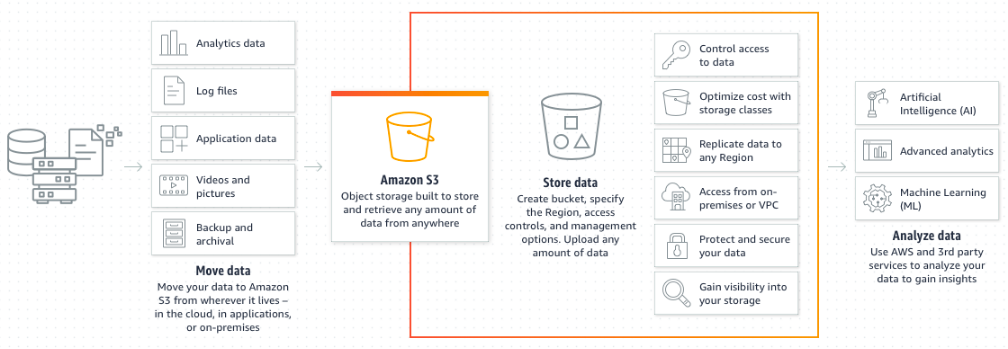 Analytics data
Log files
Application data
Videos and
pictures
Backup and
archival
Move data
Move your data to Amazon
S3 from wherever it lives –
in the cloud, in applications,
or on-premises
Amazon S3
Object storage built to store
and retrieve any amount of
data from anywhere
Store data
Create bucket, specify
the Region, access
controls, and management
options. Upload any
amount of data
Control access
to data
Optimize cost with
storage classes
Replicate data to
any Region
Access from on-
premises or VPC
Protect and secure
your data
Gain visibility into
your storage
Artificial
Intelligence (AI)
Advanced analytics
Machine Learning
(ML)
Analyze data
Use AWS and 3rd party
services to analyze your
data to gain insights